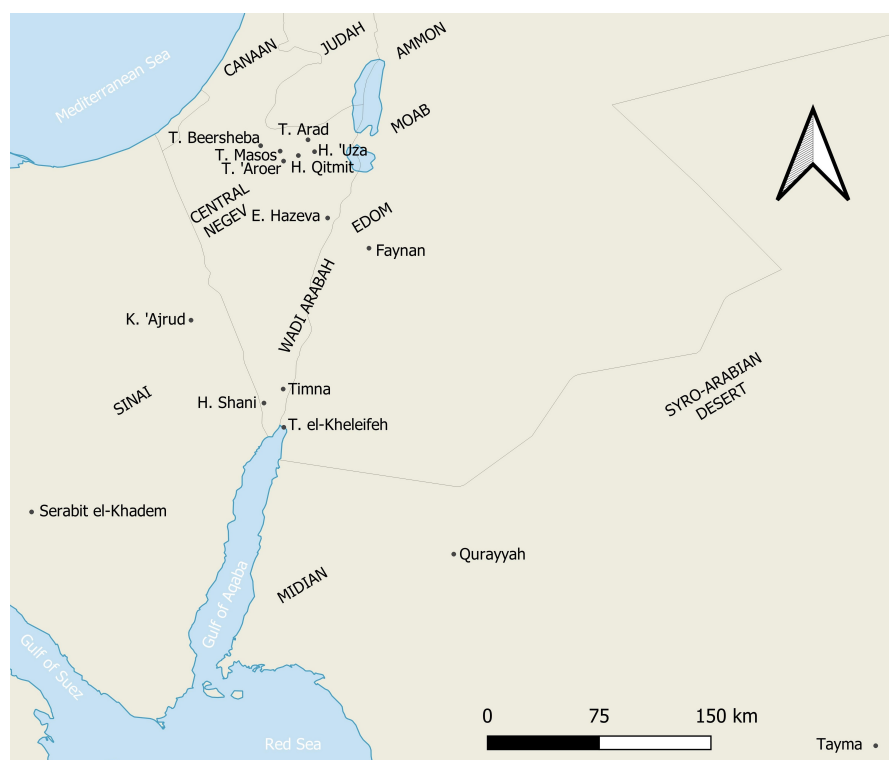 Mediterranean Sea
CANAAN
JUDAH
AMMON
MOAB
T. Arad
T. Beersheba
H. 'Uza
T. Masos
T. 'Aroer
H. Qitmit
CENTRAL
NEGEV
E. Hazeva
EDOM
Faynan
WADI ARABAH
K. 'Ajrud
SINAI
Timna
H. Shani
T. el-Kheleifeh
SYRO-ARABIAN
DESERT
Serabit el-Khadem
Qurayyah
MIDIAN
Gulf of Aqaba
Gulf of Suez
Red Sea
0 75 150 km
Tayma